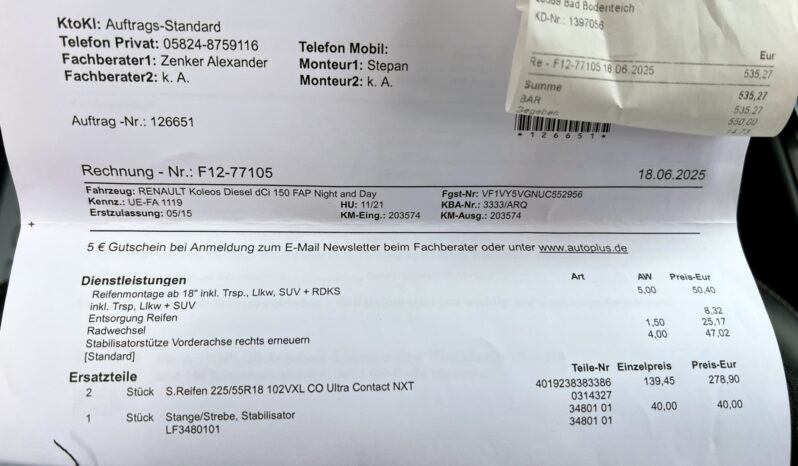 KtoKl: Auftrags-Standard
Telefon Privat: 05824-8759116
Telefon Mobil:
Fachberater1: Zenker Alexander
Monteur1: Stepan
Fachberater2: k. A.
Monteur2: k. A.
Auftrag -Nr.: 126651
Bad Bodenteich
KD-Nr.: 1397056
Eur
Re - F12-77105 18.06.2025 535,27
Summe 535,27
BAR 535,27
Gegeben 550,00
14,73
*126651*
Rechnung - Nr.: F12-77105 18.06.2025
Fahrzeug: RENAULT Koleos Diesel dCi 150 FAP Night and Day Fgst-Nr: VF1VY5VGNUC552956
Kennz.: UE-FA 1119 HU: 11/21 KBA-Nr.: 3333/ARQ
Erstzulassung: 05/15 KM-Eing.: 203574 KM-Ausg.: 203574
5 € Gutschein bei Anmeldung zum E-Mail Newsletter beim Fachberater oder unter www.autoplus.de
Dienstleistungen Art AW Preis-Eur
Reifenmontage ab 18" inkl. Trsp., Llkw, SUV + RDKS 5,00 50,40
inkl. Trsp, Llkw + SUV
Entsorgung Reifen 8,32
Radwechsel 1,50 25,17
Stabilisatorstütze Vorderachse rechts erneuern 4,00 47,02
[Standard]
Ersatzteile Teile-Nr Einzelpreis Preis-Eur
2 Stück S.Reifen 225/55R18 102VXL CO Ultra Contact NXT 4019238383386 139,45 278,90
0314327
1 Stück Stange/Strebe, Stabilisator 34801 01 40,00 40,00
LF3480101 34801 01